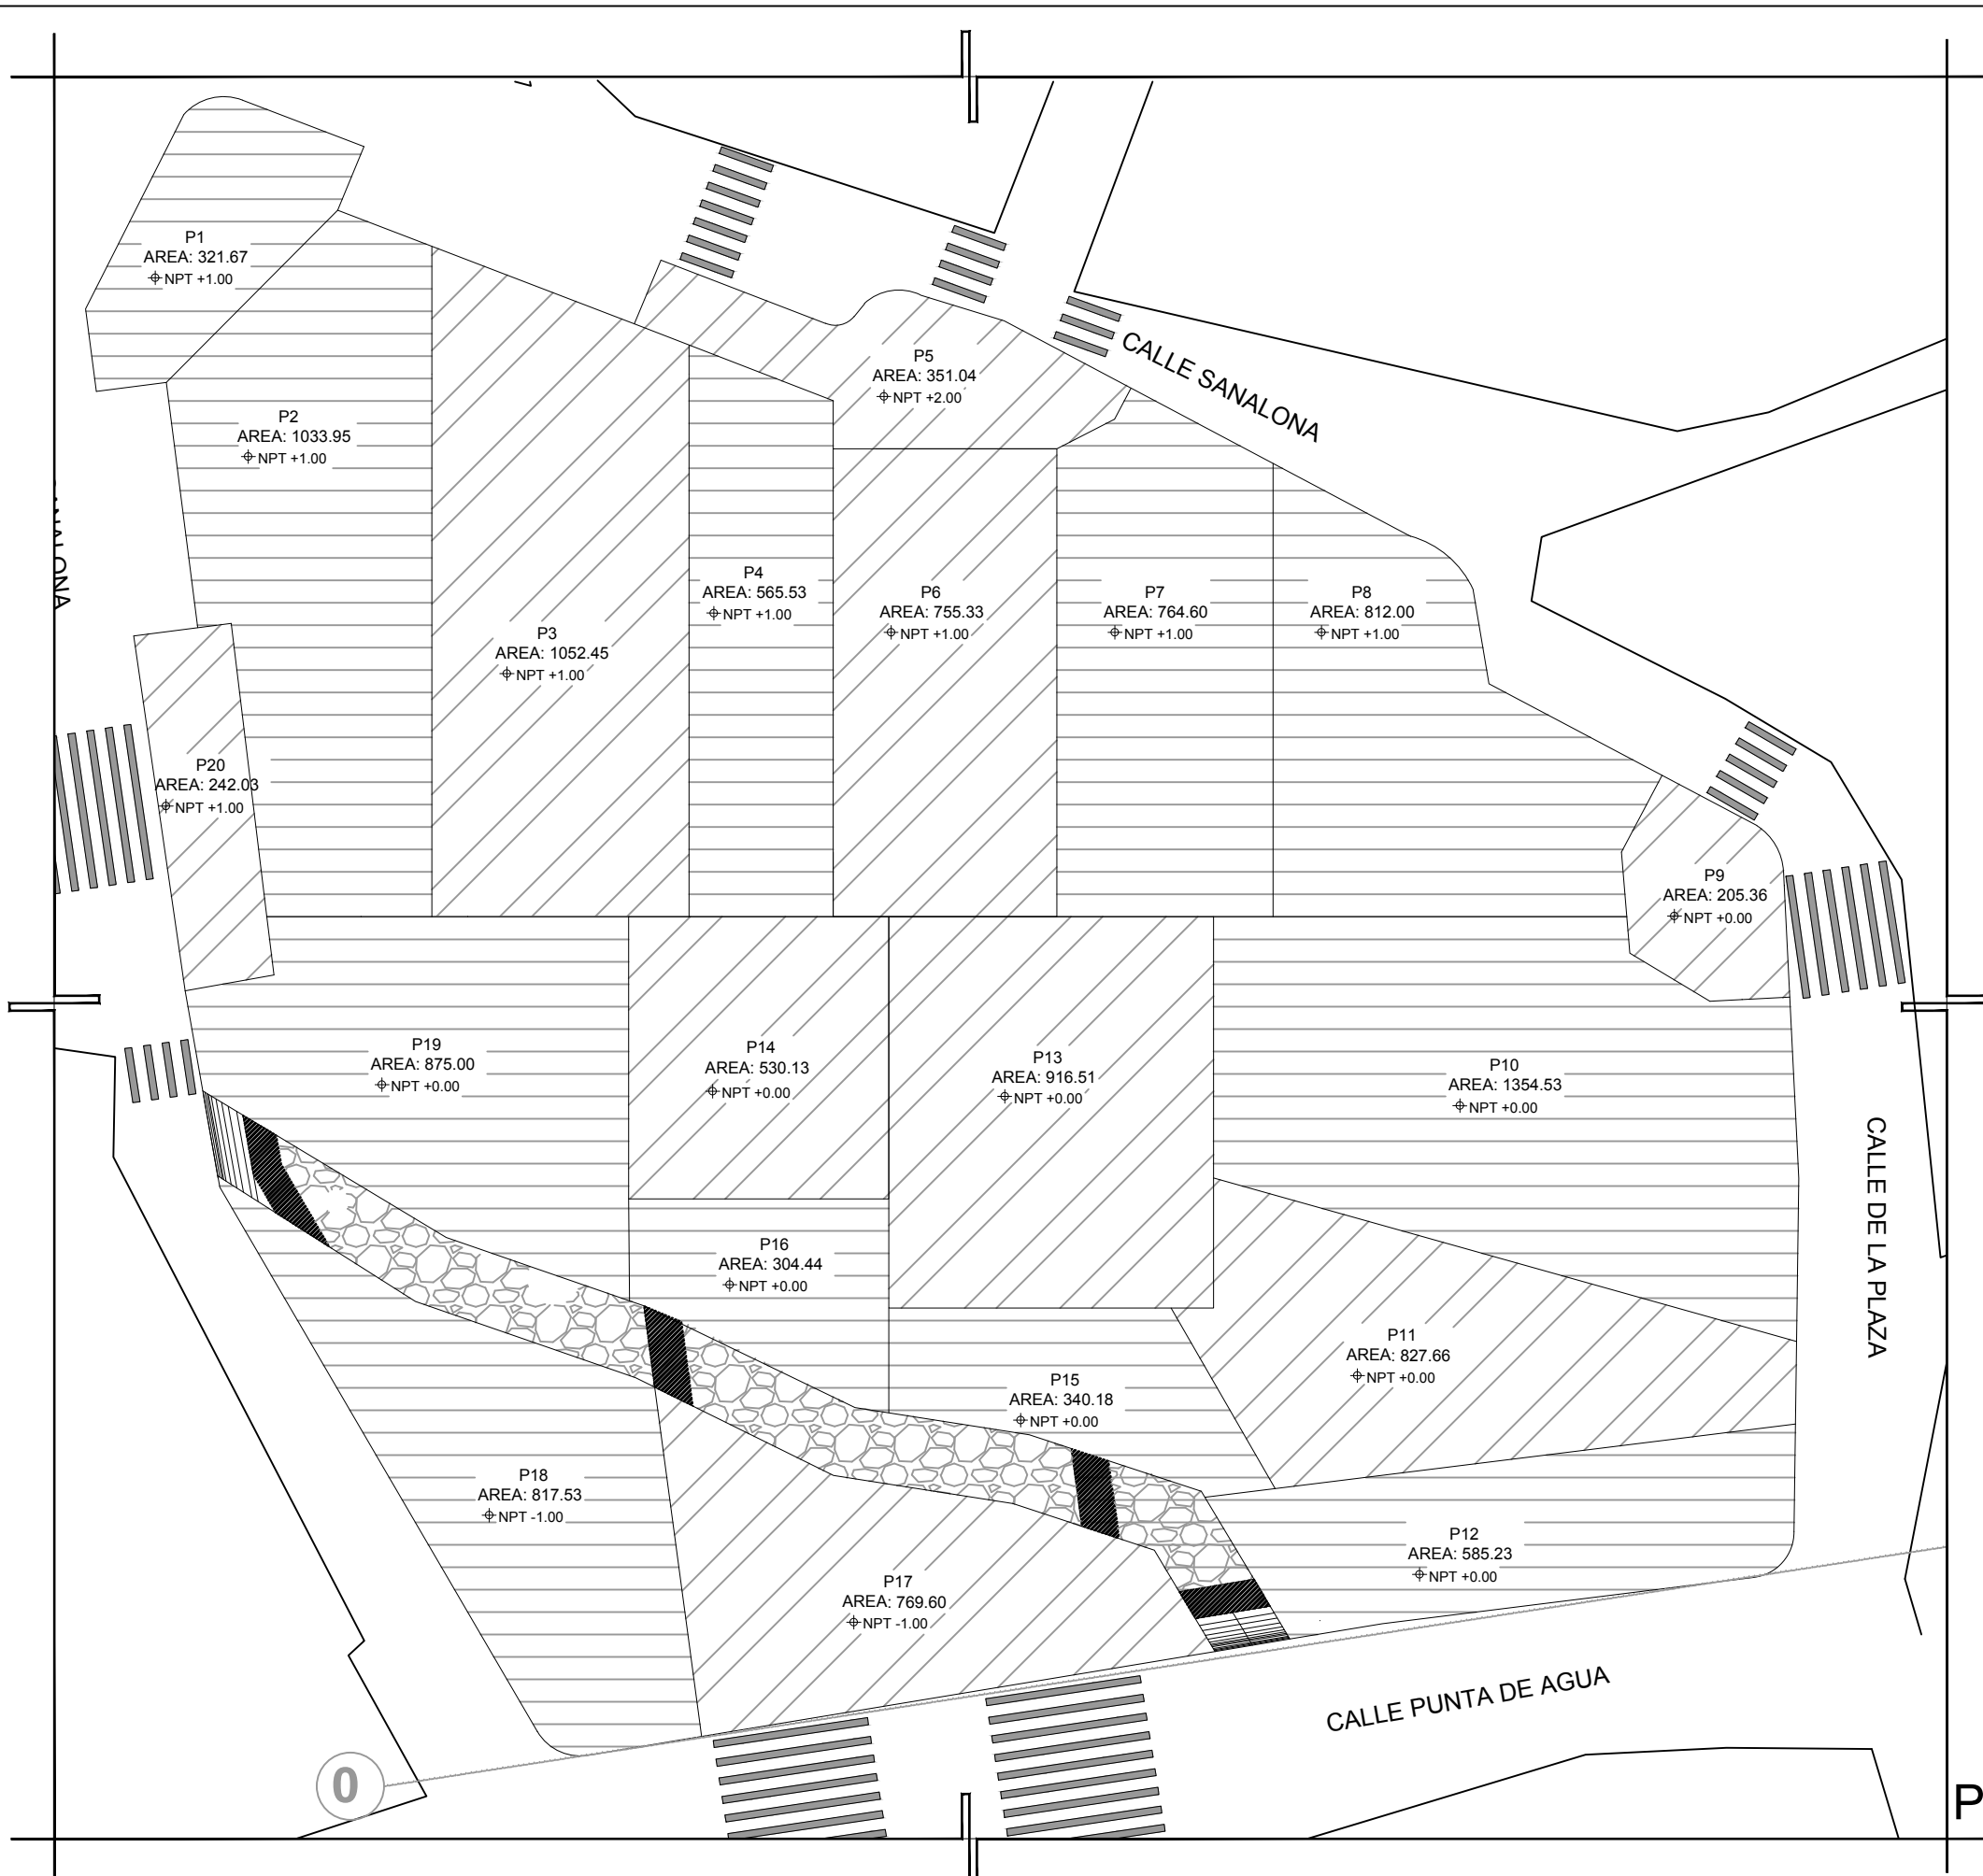 P1
AREA: 321.67
NPT +1.00
P2
AREA: 1033.95
NPT +1.00
P3
AREA: 1052.45
NPT +1.00
P4
AREA: 565.53
NPT +1.00
P5
AREA: 351.04
NPT +2.00
CALLE SANALONA
P6
AREA: 755.33
NPT +1.00
P7
AREA: 764.60
NPT +1.00
P8
AREA: 812.00
NPT +1.00
P20
AREA: 242.03
NPT +1.00
P9
AREA: 205.36
NPT +0.00
P19
AREA: 875.00
NPT +0.00
P14
AREA: 530.13
NPT +0.00
P13
AREA: 916.51
NPT +0.00
P10
AREA: 1354.53
NPT +0.00
CALLE DE LA PLAZA
P16
AREA: 304.44
NPT +0.00
P11
AREA: 827.66
NPT +0.00
P15
AREA: 340.18
NPT +0.00
P18
AREA: 817.53
NPT -1.00
P12
AREA: 585.23
NPT +0.00
P17
AREA: 769.60
NPT -1.00
CALLE PUNTA DE AGUA
0
P